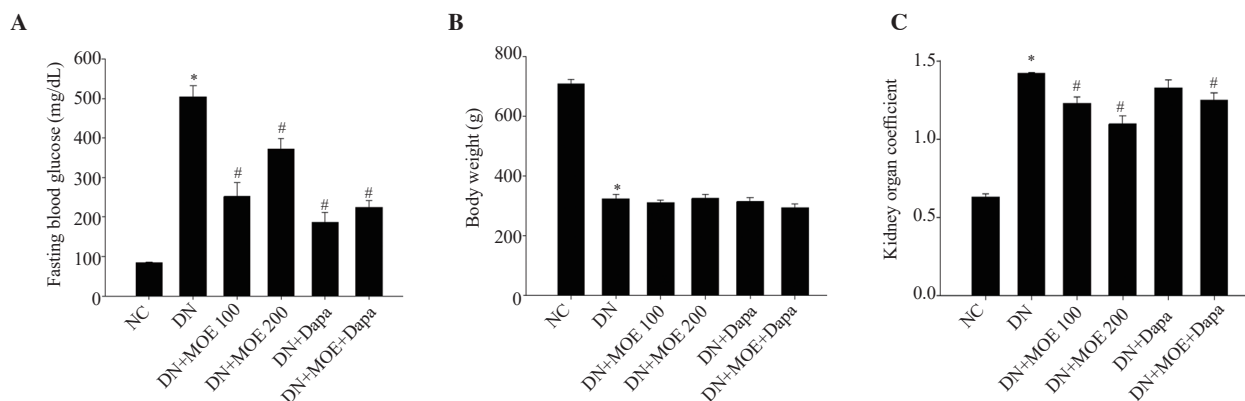 A
Fasting blood glucose (mg/dL)
600
500
400
300
200
100
0
*
#
#
#
#
NC
DN
DN+MOE 100
DN+MOE 200
DN+Dapa
DN+MOE+Dapa
B
Body weight (g)
800
600
400
200
0
*
NC
DN
DN+MOE 100
DN+MOE 200
DN+Dapa
DN+MOE+Dapa
C
Kidney organ coefficient
1.5
1.0
0.5
0.0
*
#
#
#
NC
DN
DN+MOE 100
DN+MOE 200
DN+Dapa
DN+MOE+Dapa